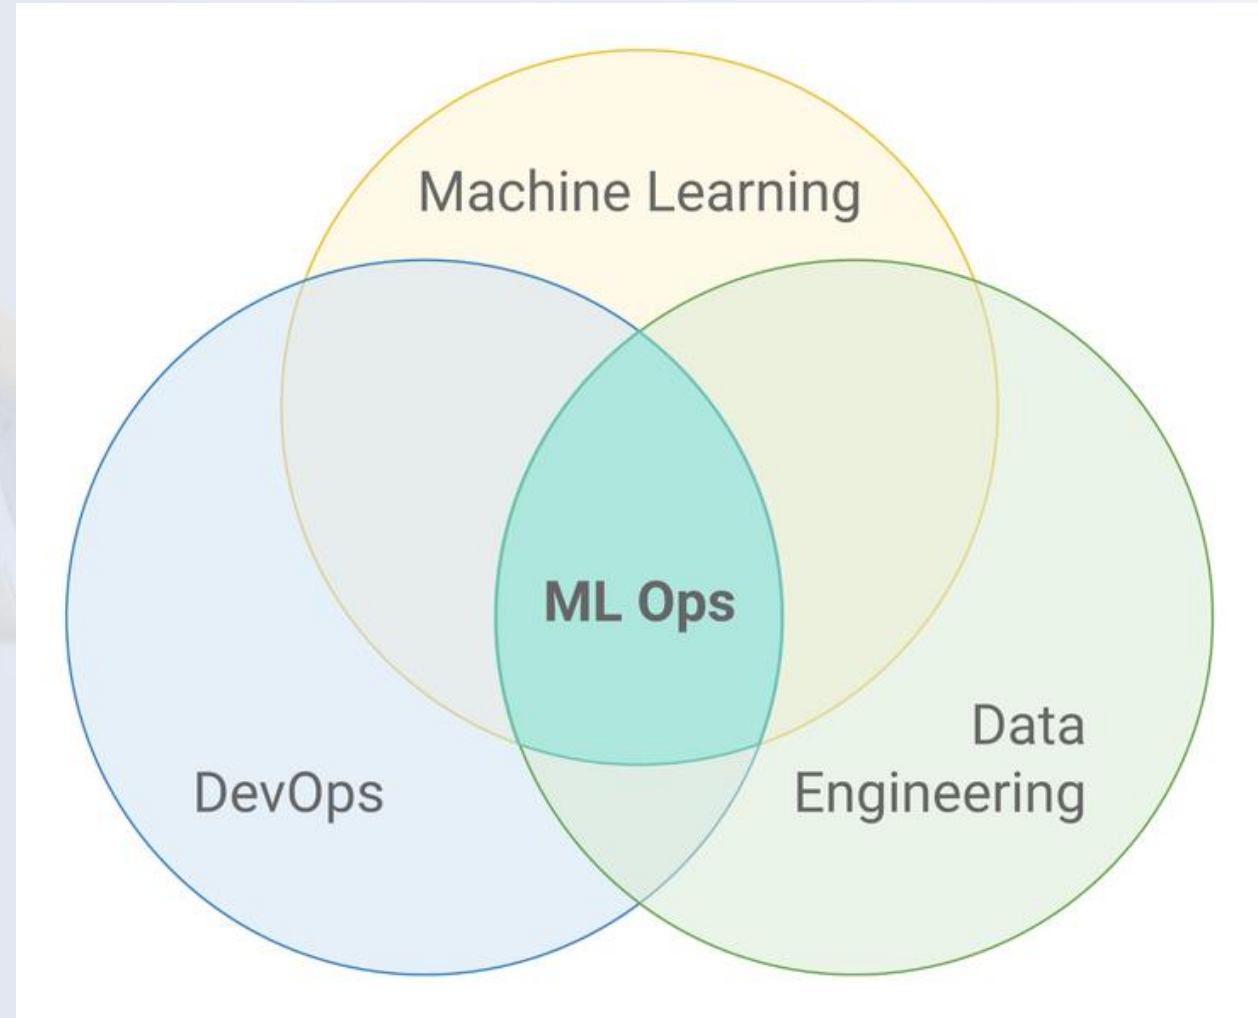 Machine Learning
ML Ops
DevOps
Data
Engineering